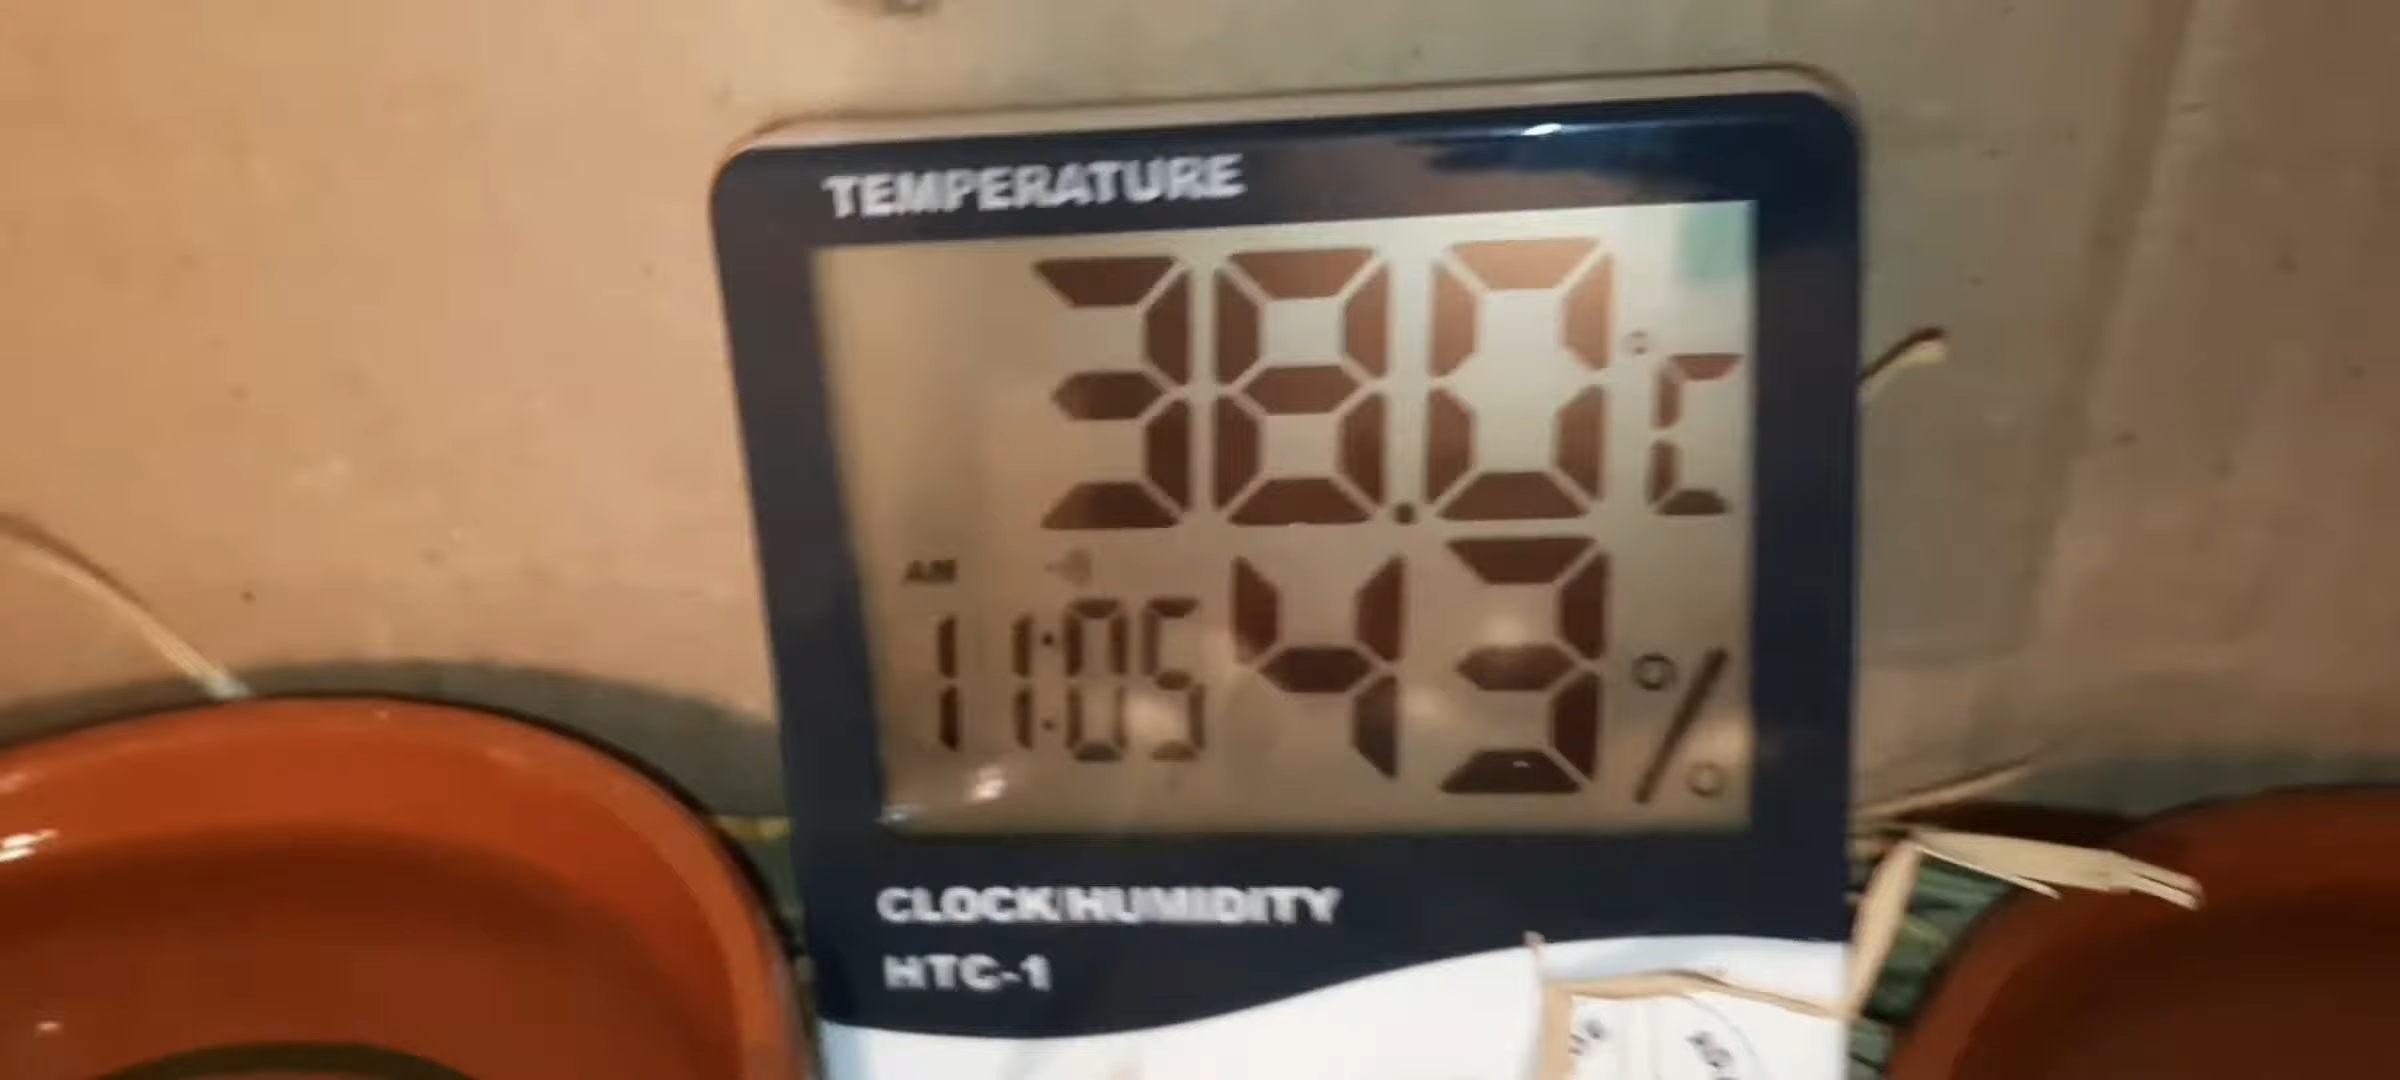 TEMPERATURE
38.0 °C
AM
11:05 43 %
CLOCK/HUMIDITY
HTC-1